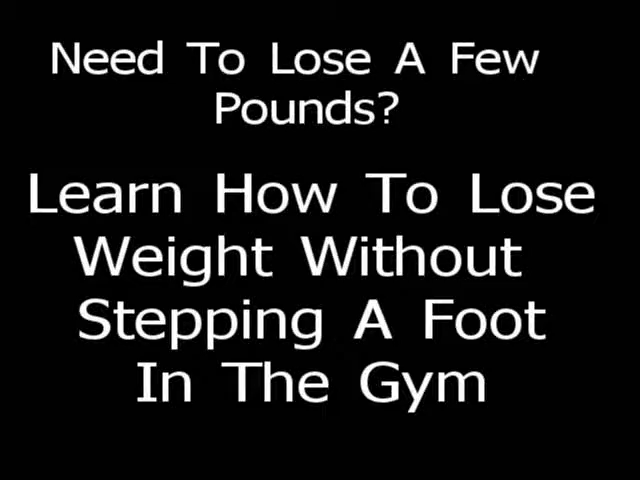 Need To Lose A Few
Pounds?
Learn How To Lose
Weight Without
Stepping A Foot
In The Gym